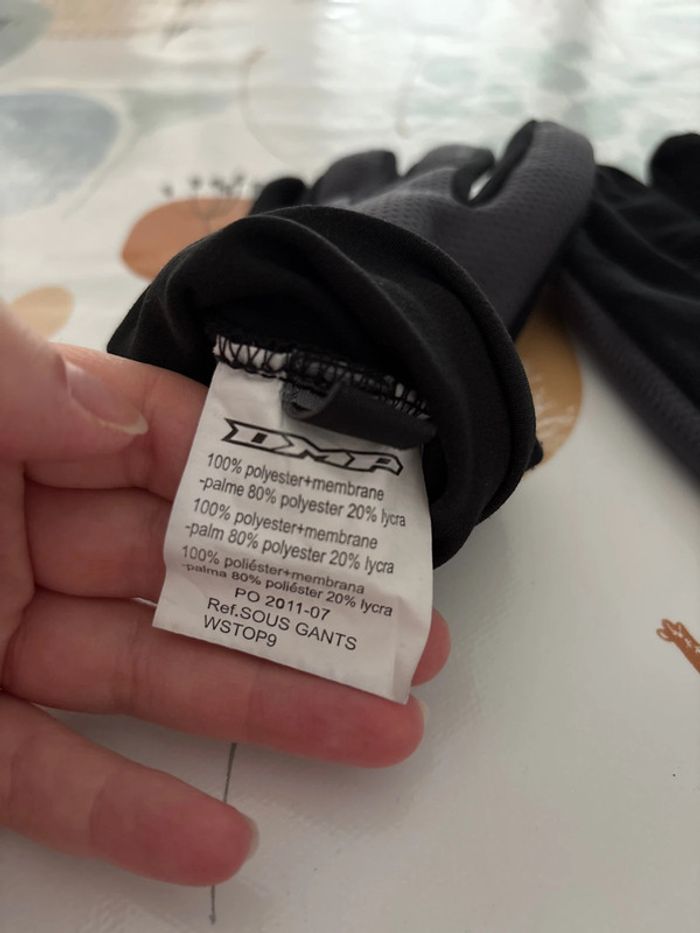 DMP
100% polyester+membrane
-palme 80% polyester 20% lycra
100% polyester+membrane
-palm 80% polyester 20% lycra
100% poliéster+membrana
-palma 80% poliéster 20% lycra
PO 2011-07
Ref.SOUS GANTS
WSTOP9